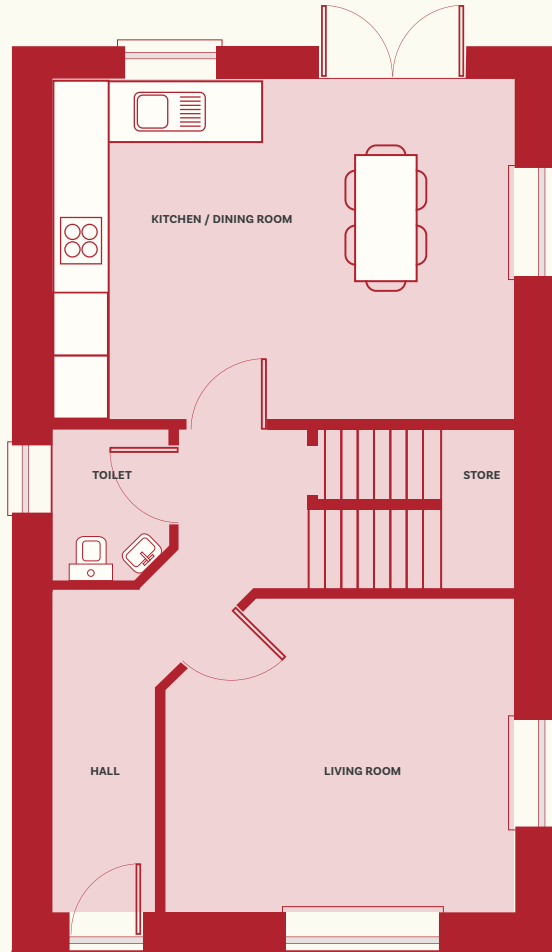 KITCHEN / DINING ROOM
TOILET
STORE
HALL
LIVING ROOM